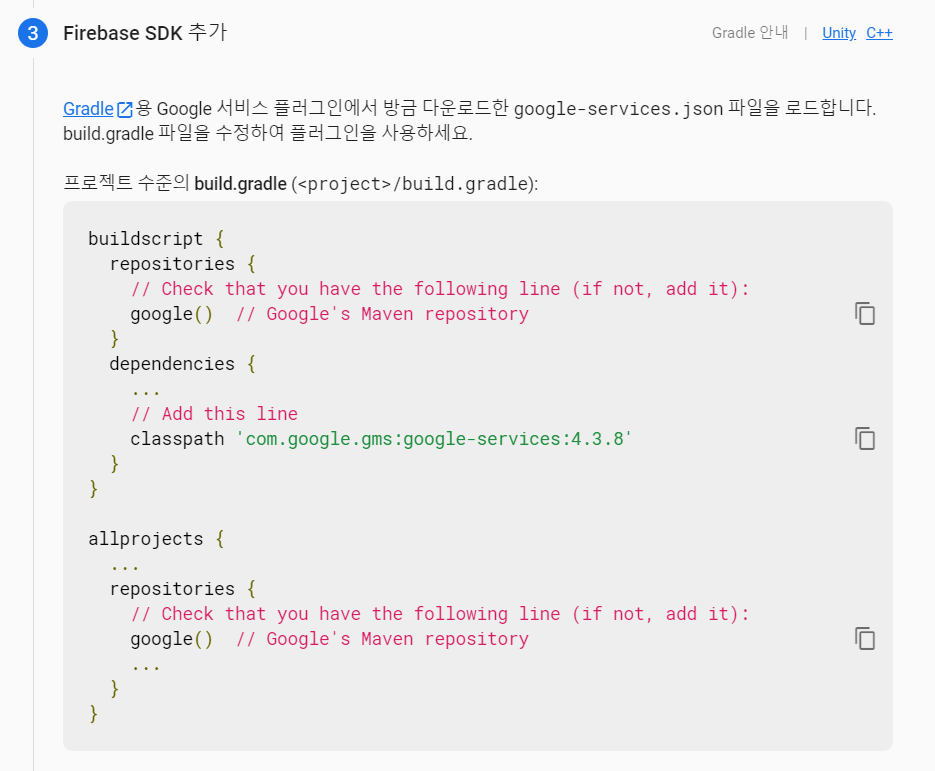 3 Firebase SDK 추가 Gradle 안내 | Unity C++
Gradle용 Google 서비스 플러그인에서 방금 다운로드한 google-services.json 파일을 로드합니다.
build.gradle 파일을 수정하여 플러그인을 사용하세요.
프로젝트 수준의 build.gradle (<project>/build.gradle):
buildscript {
  repositories {
    // Check that you have the following line (if not, add it):
    google()  // Google's Maven repository
  }
  dependencies {
    ...
    // Add this line
    classpath 'com.google.gms:google-services:4.3.8'
  }
}
allprojects {
  ...
  repositories {
    // Check that you have the following line (if not, add it):
    google()  // Google's Maven repository
    ...
  }
}